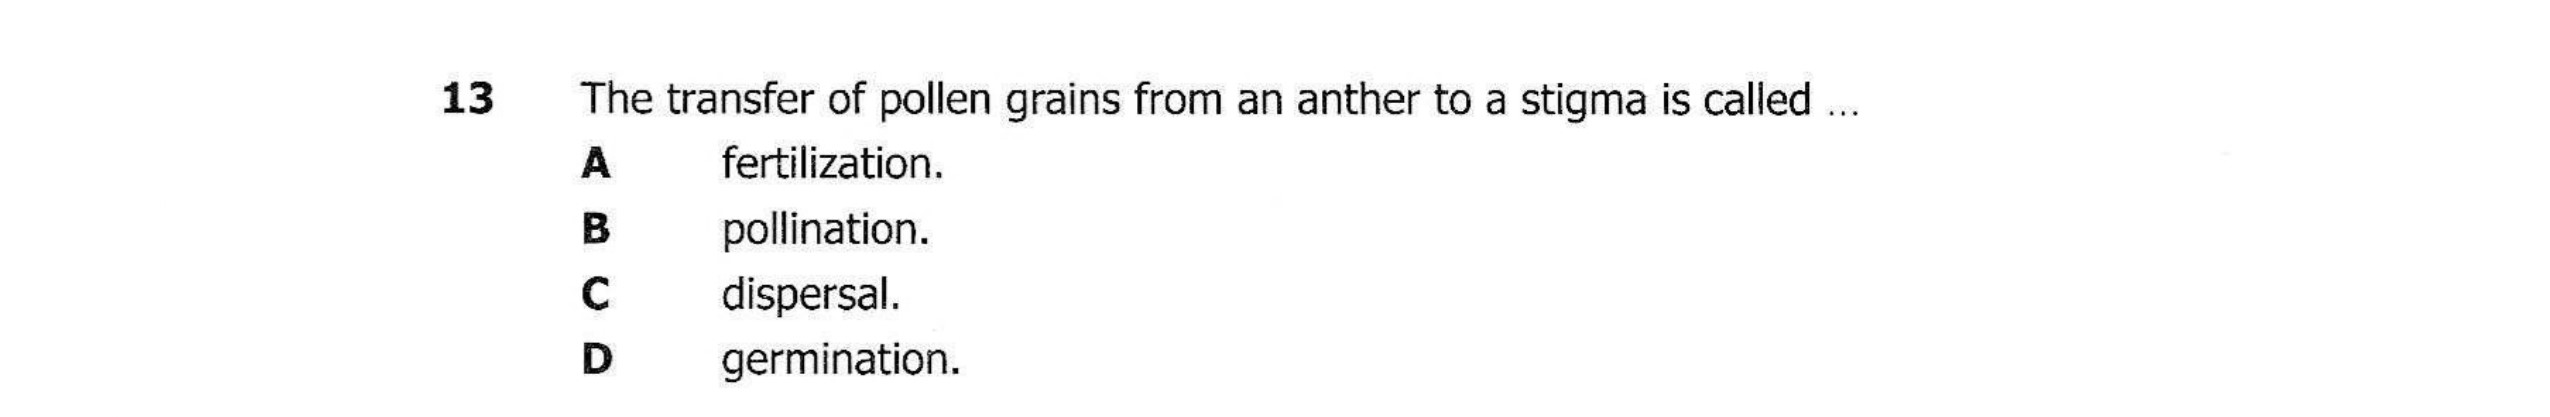 13 The transfer of pollen grains from an anther to a stigma is called ...
A fertilization.
B pollination.
C dispersal.
D germination.